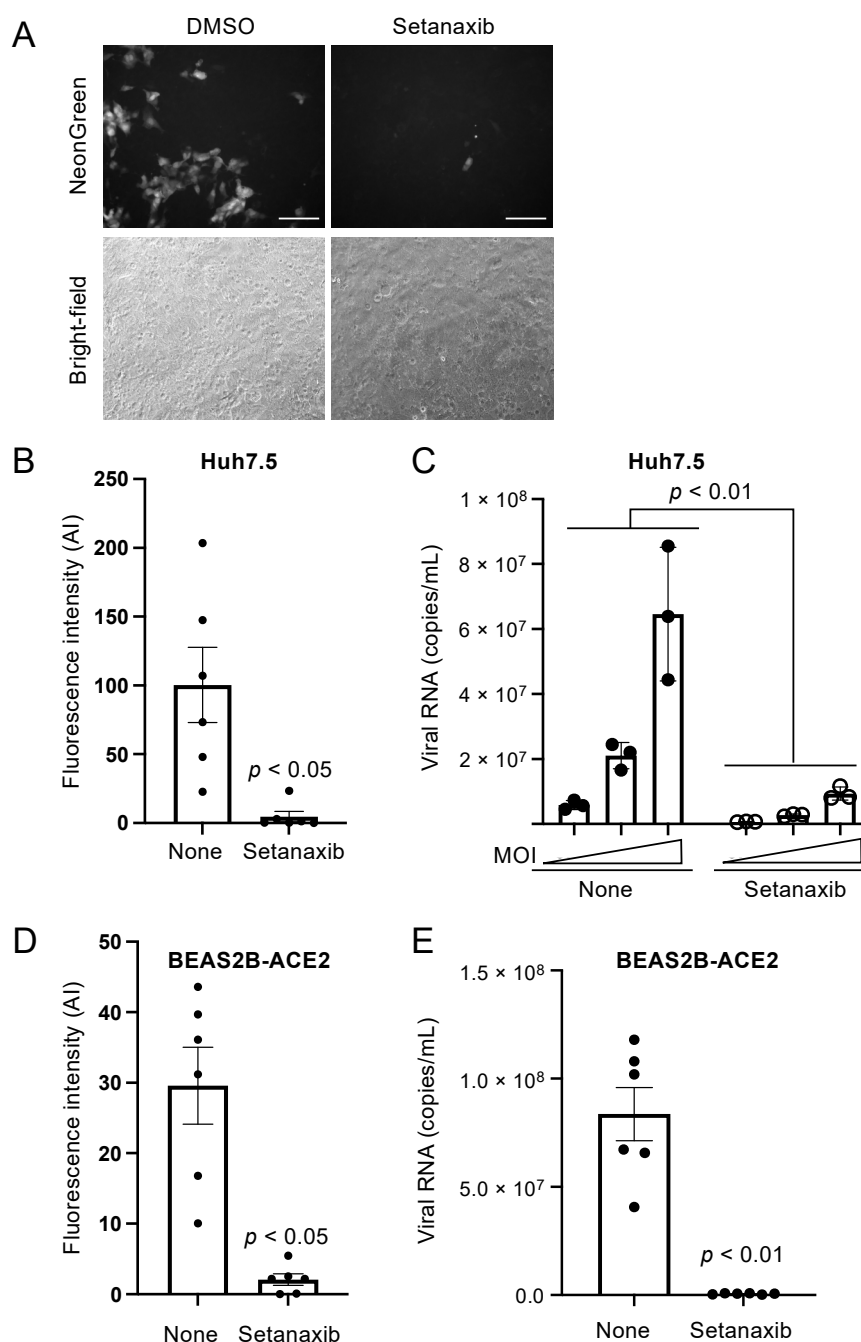 A
DMSO
Setanaxib
NeonGreen
Bright-field
B
Huh7.5
Fluorescence intensity (AI)
250
200
150
100
50
0
p < 0.05
None
Setanaxib
C
Huh7.5
p < 0.01
Viral RNA (copies/mL)
1 × 10⁸
8 × 10⁷
6 × 10⁷
4 × 10⁷
2 × 10⁷
MOI
None
Setanaxib
D
BEAS2B-ACE2
Fluorescence intensity (AI)
50
40
30
20
10
0
p < 0.05
None
Setanaxib
E
BEAS2B-ACE2
Viral RNA (copies/mL)
1.5 × 10⁸
1.0 × 10⁸
5.0 × 10⁷
0.0
p < 0.01
None
Setanaxib